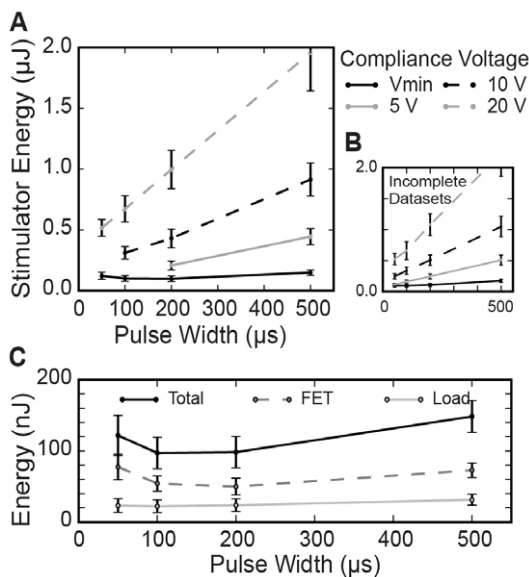 A
Stimulator Energy (µJ)
2.0
1.5
1.0
0.5
0.0
0 100 200 300 400 500
Pulse Width (µs)
Compliance Voltage
Vmin 10 V
5 V 20 V
B
2.0
Incomplete
Datasets
0.0
0 500
C
Energy (nJ)
200
100
0
Total FET Load
0 100 200 300 400 500
Pulse Width (µs)